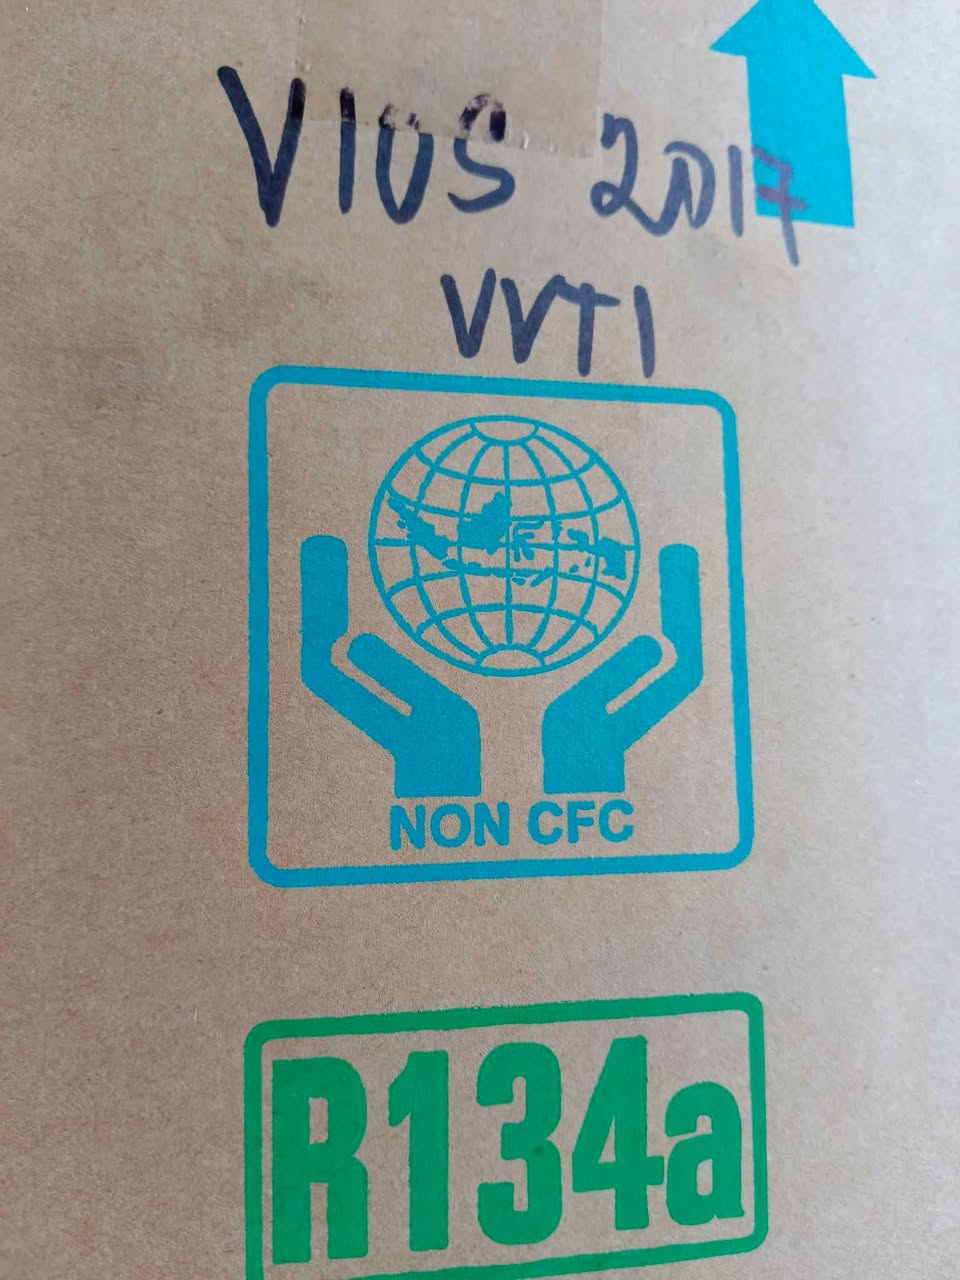 VIOS 2017
VVTI
NON CFC
R134a